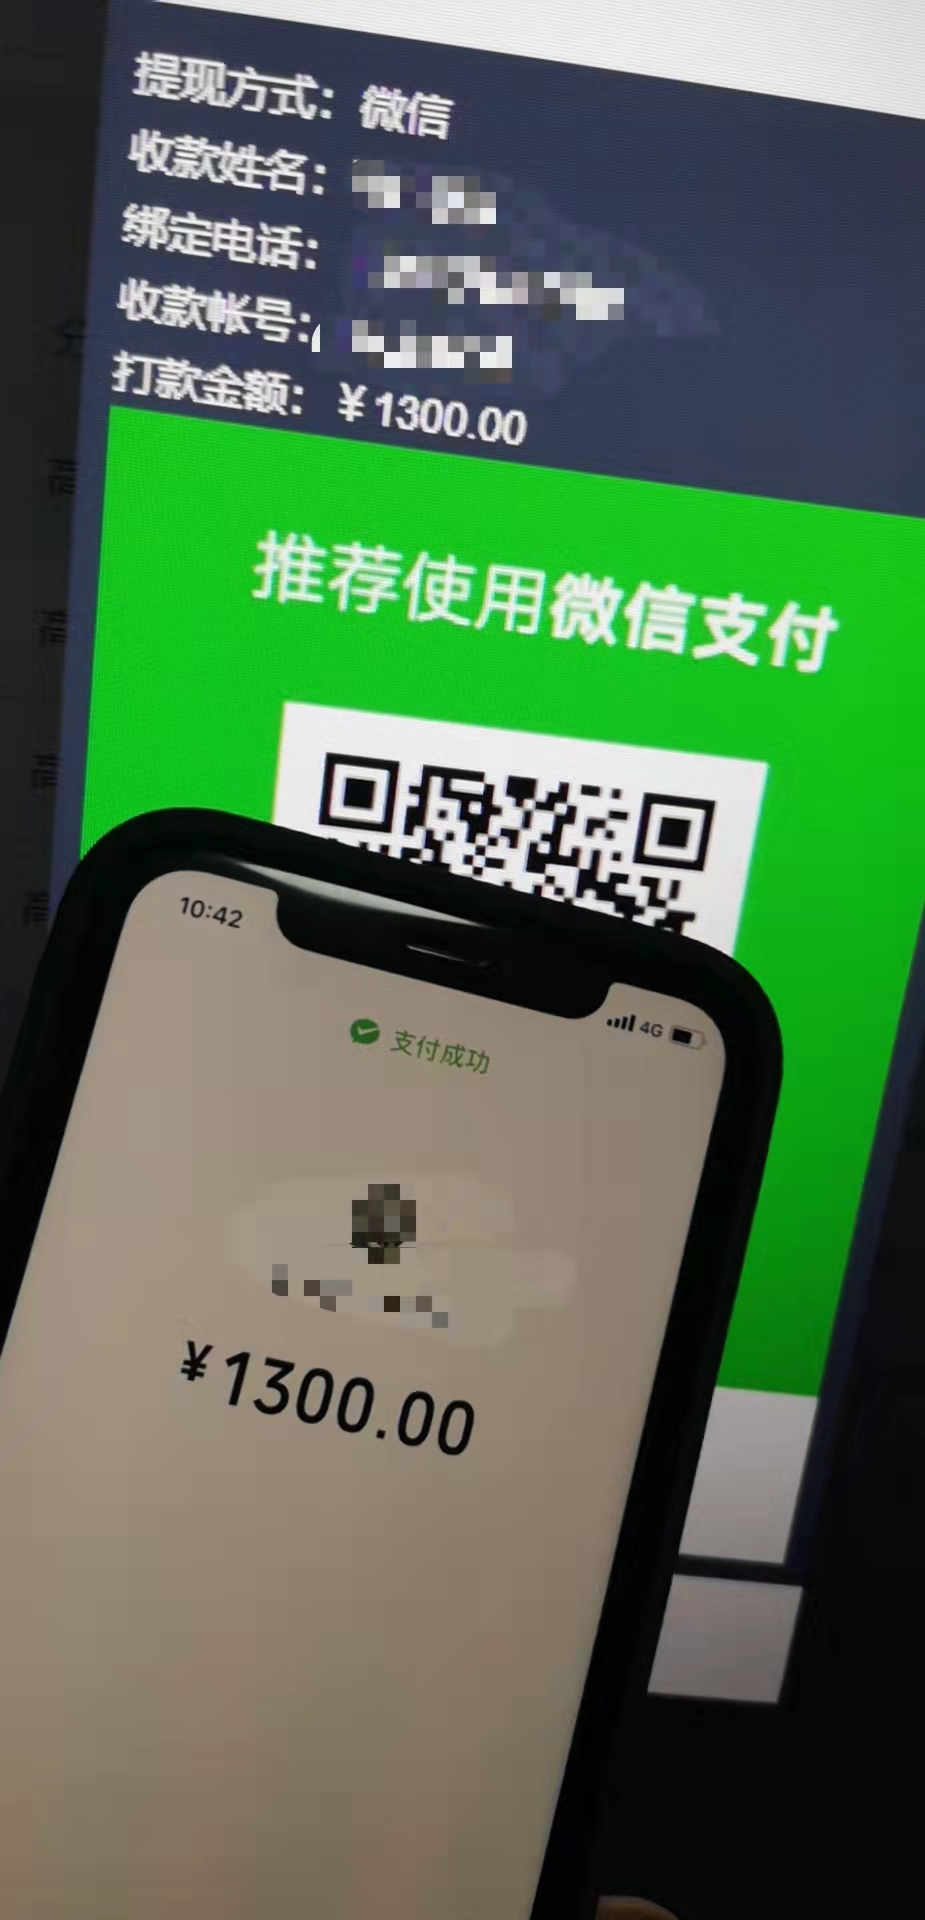 提现方式：微信
收款姓名：
绑定电话：
收款帐号：
打款金额：￥1300.00
推荐使用微信支付
10:42
4G
支付成功
¥1300.00